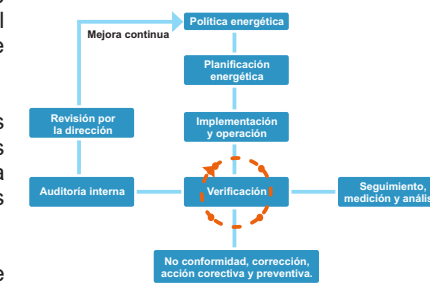 Política energética
Mejora continua
Planificación
energética
Revisión por
la dirección
Implementación
y operación
Auditoría interna
Verificación
Seguimiento,
medición y
No conformidad, corrección,
acción corectiva y preventiva.